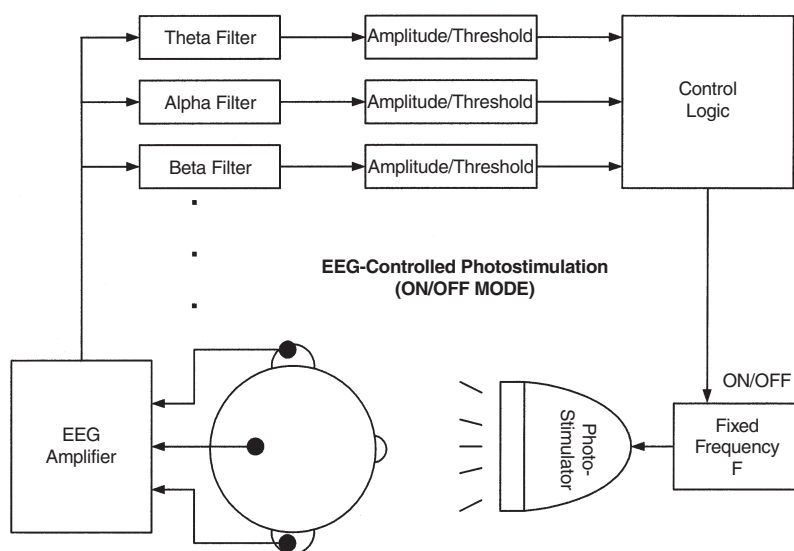 Theta Filter
Amplitude/Threshold
Alpha Filter
Amplitude/Threshold
Beta Filter
Amplitude/Threshold
Control
Logic
EEG-Controlled Photostimulation
(ON/OFF MODE)
EEG
Amplifier
Photo-
Stimulator
ON/OFF
Fixed
Frequency
F